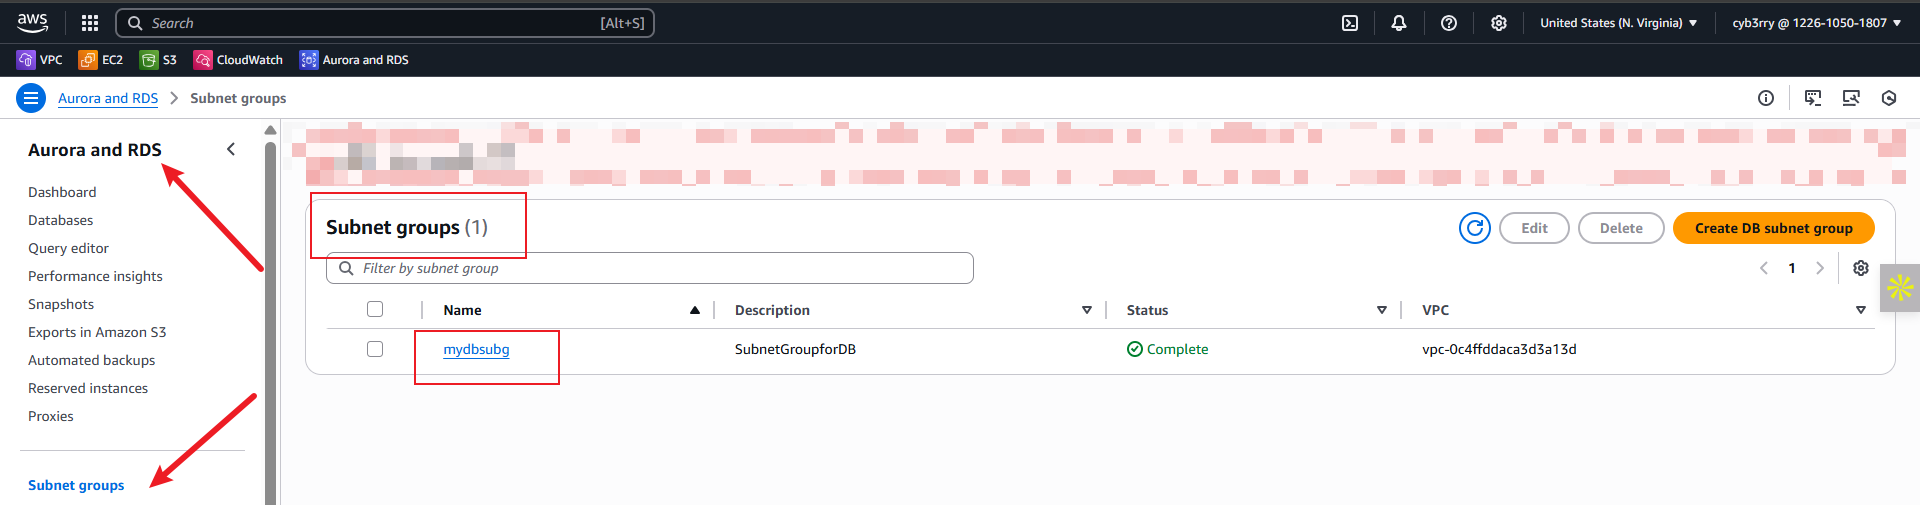 aws
Search [Alt+S]
United States (N. Virginia)
cyb3rry @ 1226-1050-1807
VPC EC2 S3 CloudWatch Aurora and RDS
Aurora and RDS > Subnet groups
Aurora and RDS
Dashboard
Databases
Query editor
Performance insights
Snapshots
Exports in Amazon S3
Automated backups
Reserved instances
Proxies
Subnet groups
Subnet groups (1)
Edit Delete Create DB subnet group
Filter by subnet group
1
Name Description Status VPC
mydbsubg SubnetGroupforDB Complete vpc-0c4ffddaca3d3a13d